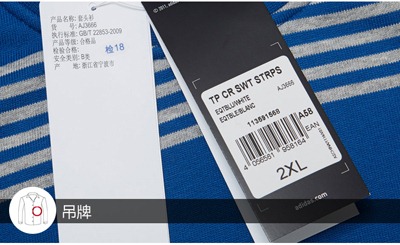 产品名称：套头衫
货　　号：AJ3666
执行标准：GB/T 22853-2009
产品等级：合格品
检验合格：检18
安全类别：B类
产　　地：浙江省宁波市
TP CR SWT STRPS
AJ3666
EQTBLU/WHITE
EQTBLE/BLANC
113691568
A58
4 056561 958164
EAN
2XL
adidas.com
吊牌